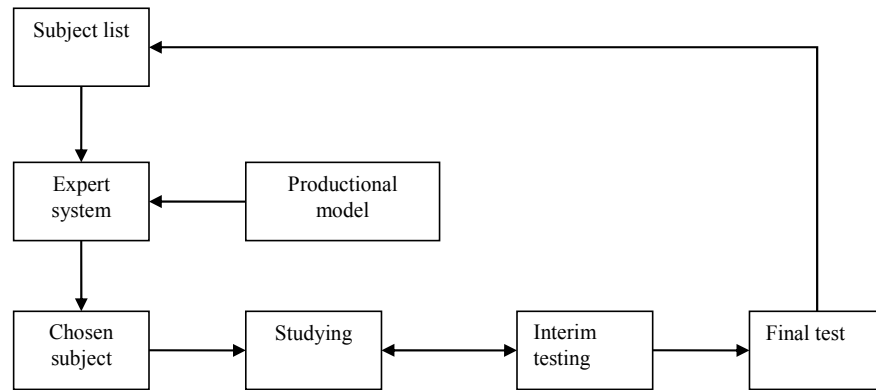 Subject list
Expert
system
Productional
model
Chosen
subject
Studying
Interim
testing
Final test